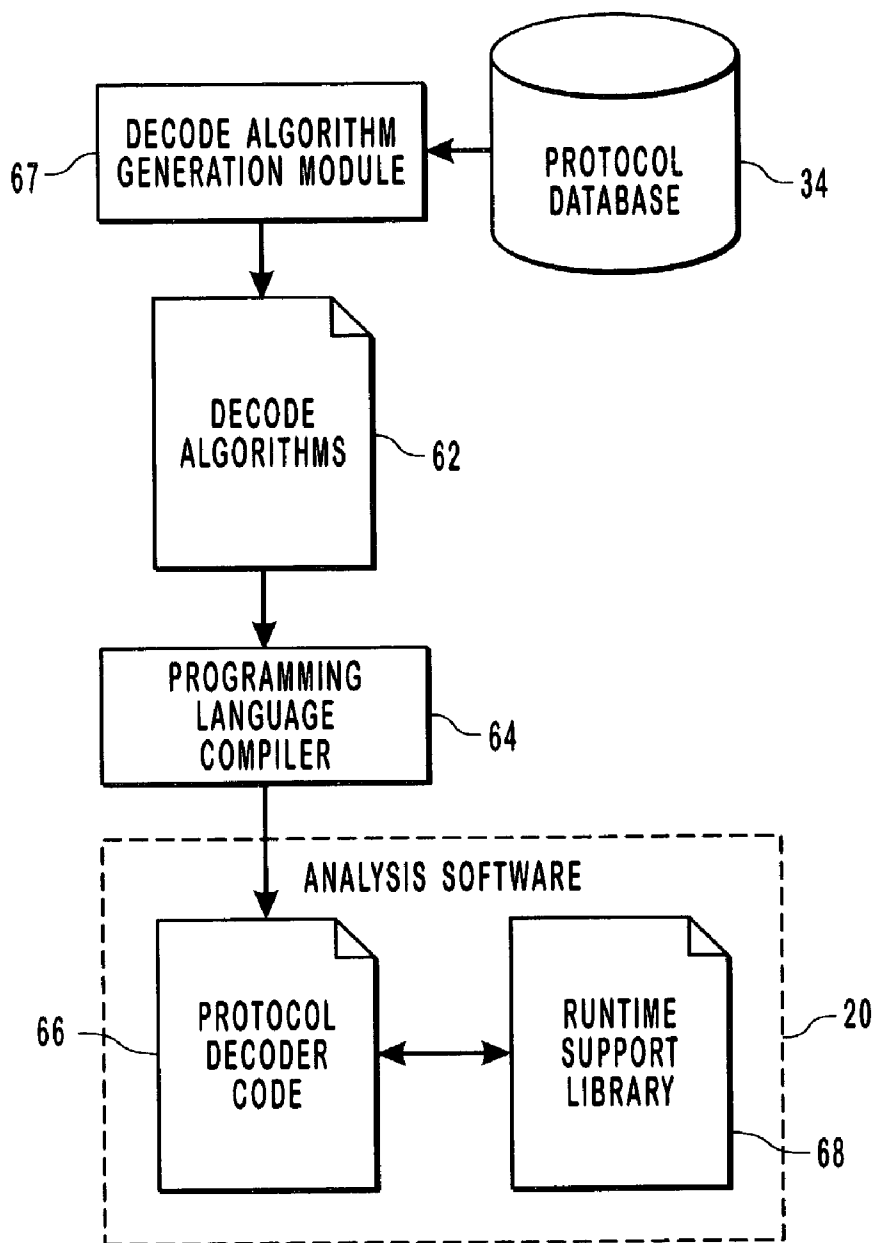 DECODE ALGORITHM
GENERATION MODULE
67
PROTOCOL
DATABASE
34
DECODE
ALGORITHMS
62
PROGRAMMING
LANGUAGE
COMPILER
64
ANALYSIS SOFTWARE
66
PROTOCOL
DECODER
CODE
RUNTIME
SUPPORT
LIBRARY
20
68